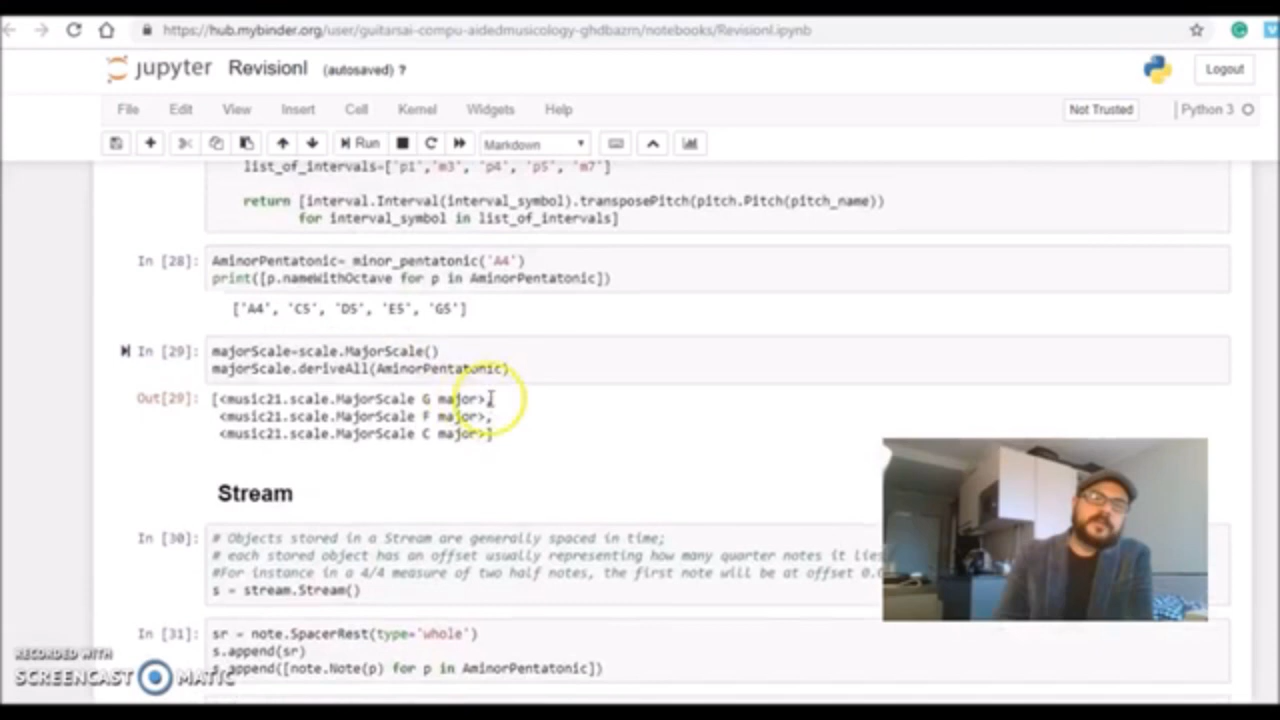 https://hub.mybinder.org/user/guitarsai-compu-aidedmusicology-ghdbazrn/notebooks/RevisionI.ipynb
jupyter RevisionI (autosaved) ? Logout
File Edit View Insert Cell Kernel Widgets Help Not Trusted Python 3
Run Markdown
list_of_intervals=['p1','m3', 'p4', 'p5', 'm7']
return [interval.Interval(interval_symbol).transposePitch(pitch.Pitch(pitch_name))
for interval_symbol in list_of_intervals]
In [28]: AminorPentatonic= minor_pentatonic('A4')
print([p.nameWithOctave for p in AminorPentatonic])
['A4', 'C5', 'D5', 'E5', 'G5']
In [29]: majorScale=scale.MajorScale()
majorScale.deriveAll(AminorPentatonic)
Out[29]: [<music21.scale.MajorScale G major>,
<music21.scale.MajorScale F major>,
<music21.scale.MajorScale C major>]
Stream
In [30]: # Objects stored in a Stream are generally spaced in time;
# each stored object has an offset usually representing how many quarter notes it lies
#For instance in a 4/4 measure of two half notes, the first note will be at offset 0.0
s = stream.Stream()
In [31]: sr = note.SpacerRest(type='whole')
s.append(sr)
s.append([note.Note(p) for p in AminorPentatonic])
RECORDED WITH
SCREENCAST MATIC